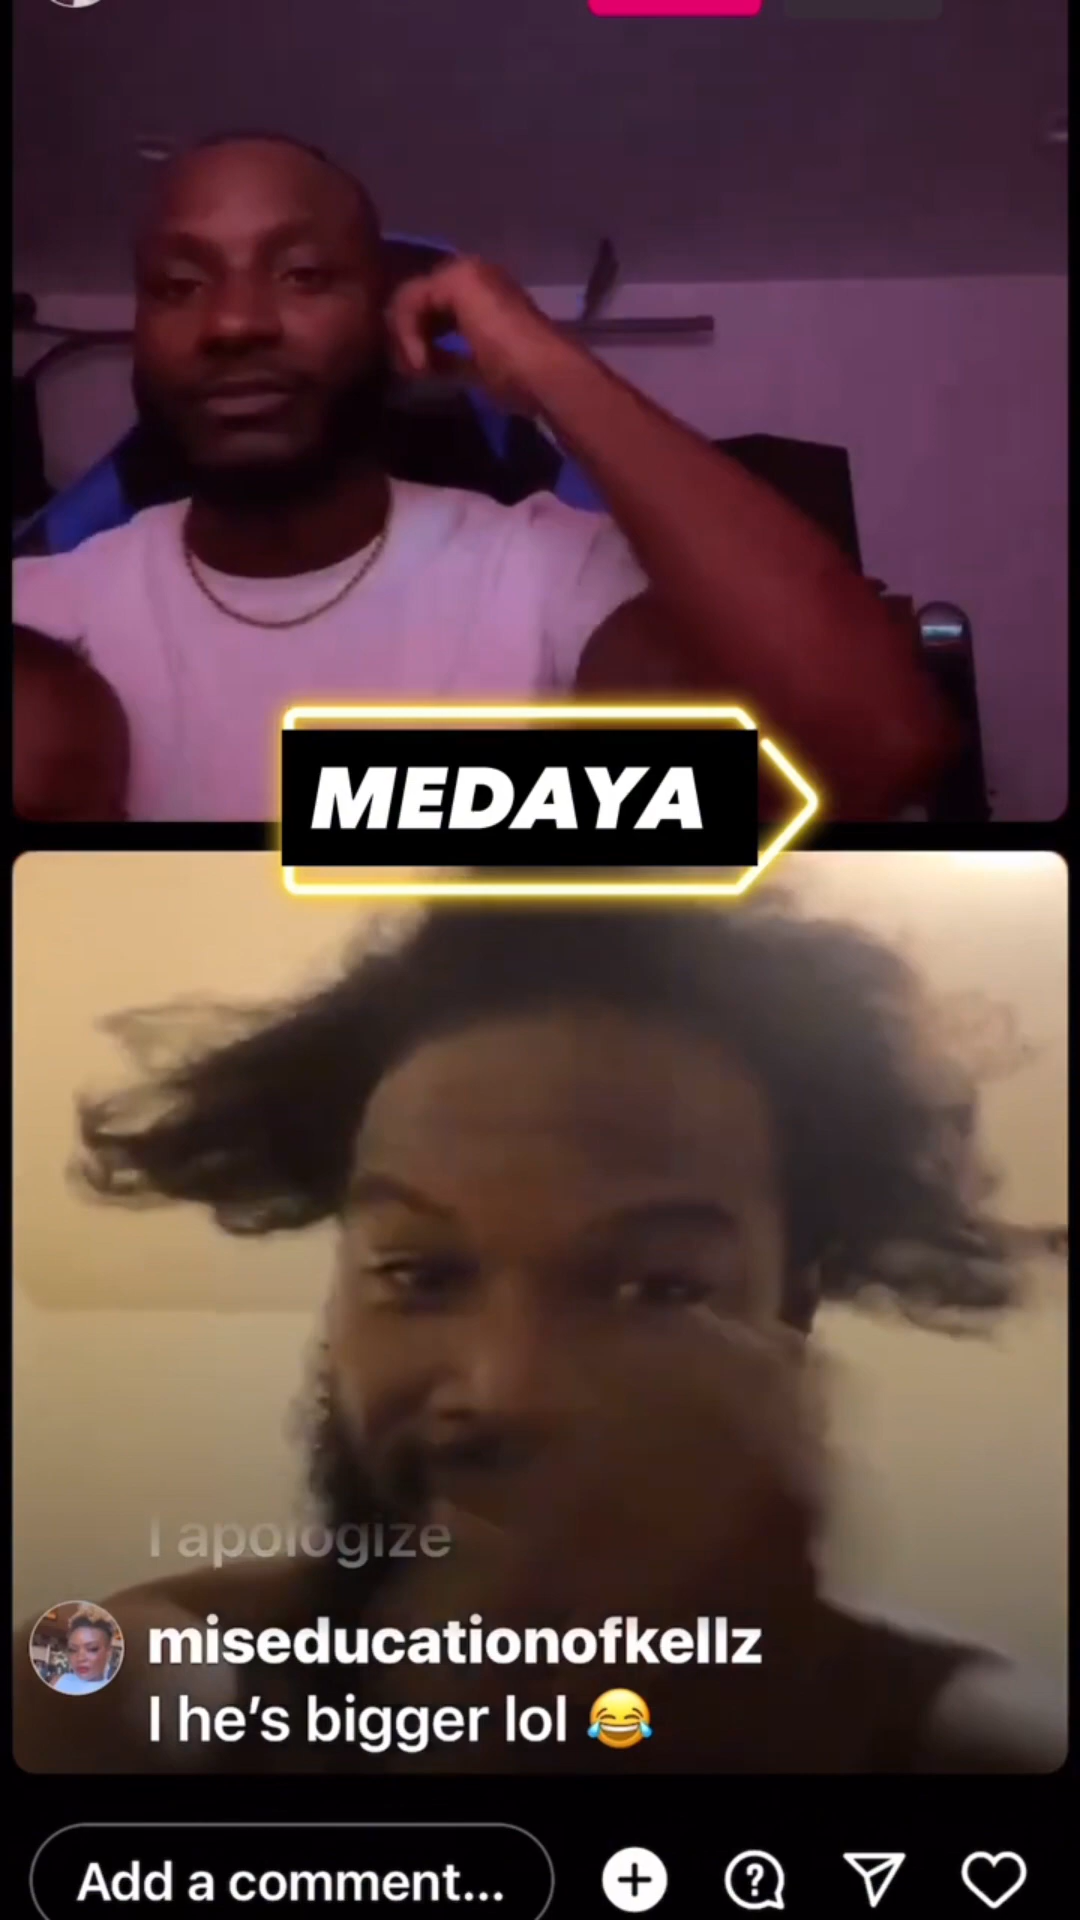 MEDAYA
I apologize
miseducationofkellz
I he's bigger lol 😂
Add a comment...